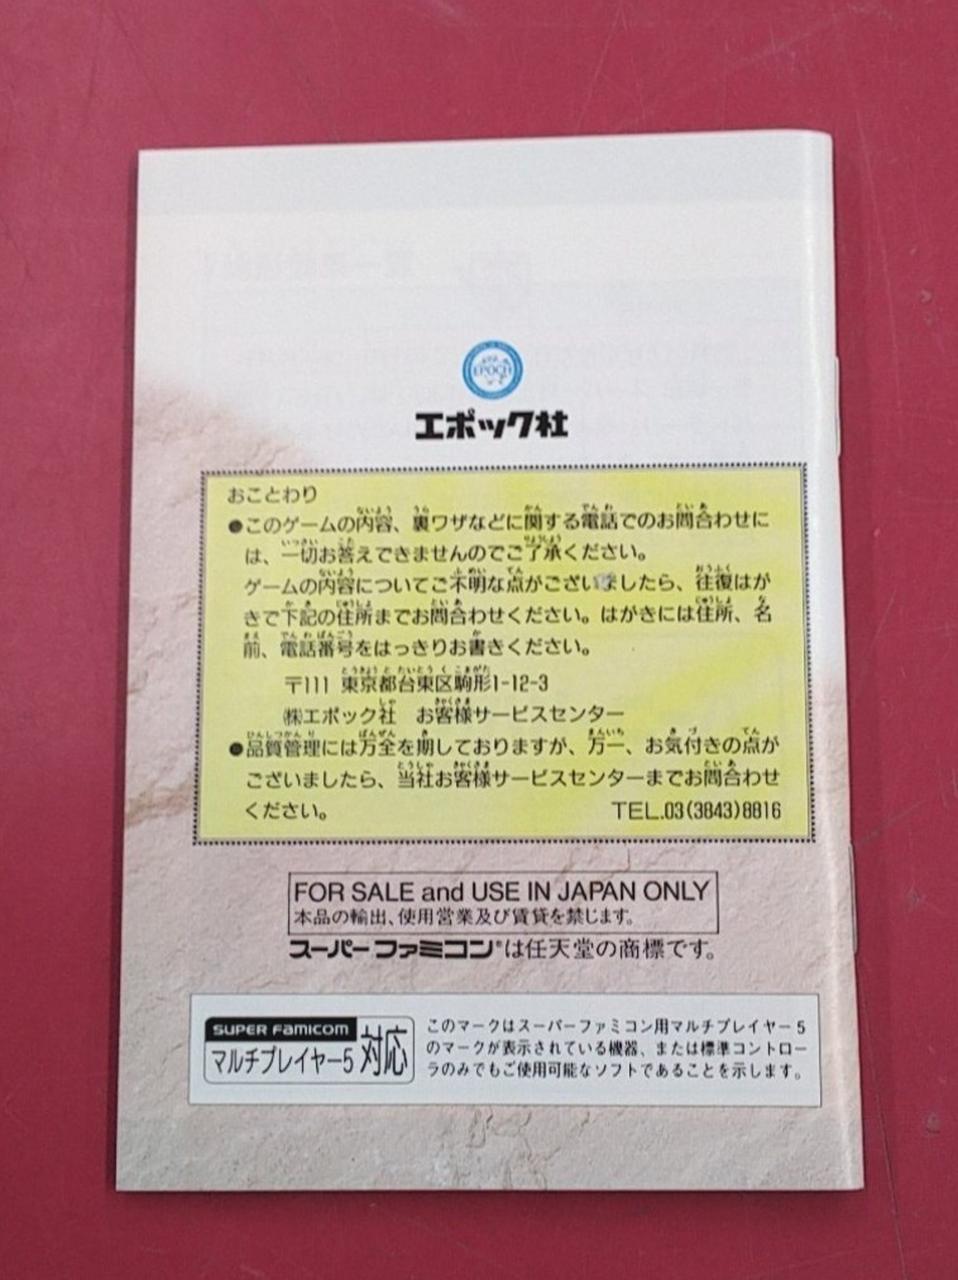 EPOCH
エポック社
おことわり
●このゲームの内容、裏ワザなどに関する電話でのお問合わせに
は、一切お答えできませんのでご了承ください。
ゲームの内容についてご不明な点がございましたら、往復はが
きで下記の住所までお問合わせください。はがきには住所、名
前、電話番号をはっきりお書きください。
〒111 東京都台東区駒形1-12-3
㈱エポック社 お客様サービスセンター
●品質管理には万全を期しておりますが、万一、お気付きの点が
ございましたら、当社お客様サービスセンターまでお問合わせ
ください。 TEL.03(3843)8816
FOR SALE and USE IN JAPAN ONLY
本品の輸出、使用営業及び賃貸を禁じます。
スーパーファミコン®は任天堂の商標です。
SUPER FAMICOM
マルチプレイヤー5 対応
このマークはスーパーファミコン用マルチプレイヤー5
のマークが表示されている機器、または標準コントロー
ラのみでもご使用可能なソフトであることを示します。